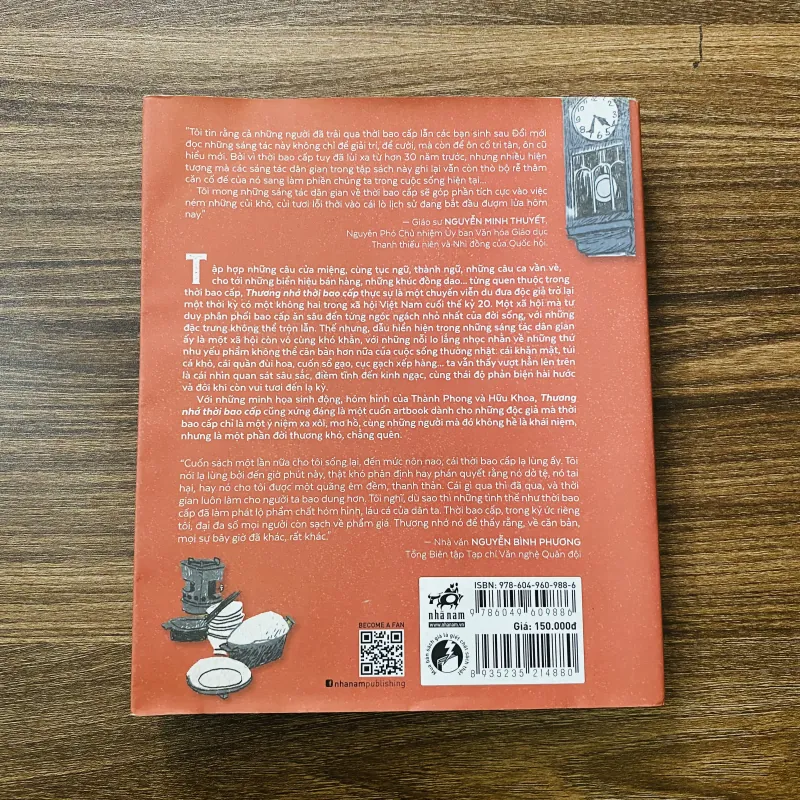 "Tôi tin rằng cả những người đã trải qua thời bao cấp lẫn các bạn sinh sau Đổi mới
đọc những sáng tác này không chỉ để giải trí, để cười, mà còn để ôn cố tri tân, ôn cũ
hiểu mới. Bởi vì thời bao cấp tuy đã lùi xa từ hơn 30 năm trước, nhưng nhiều hiện
tượng mà các sáng tác dân gian trong tập sách này ghi lại vẫn còn thò bộ rễ thâm
căn cố đế của nó sang làm phiền chúng ta trong cuộc sống hiện tại...
Tôi mong những sáng tác dân gian về thời bao cấp sẽ góp phần tích cực vào việc
ném những củi khô, củi tươi lỗi thời vào cái lò lịch sử đang bắt đầu đượm lửa hôm
nay."
— Giáo sư NGUYỄN MINH THUYẾT,
Nguyên Phó Chủ nhiệm Ủy ban Văn hóa Giáo dục
Thanh thiếu niên và Nhi đồng của Quốc hội.
Tập hợp những câu cửa miệng, cùng tục ngữ, thành ngữ, những câu ca vần vè,
cho tới những biển hiệu bán hàng, những khúc đồng dao... từng quen thuộc trong
thời bao cấp, Thương nhớ thời bao cấp thực sự là một chuyến viễn du đưa độc giả trở lại
một thời kỳ có một không hai trong xã hội Việt Nam cuối thế kỷ 20. Một xã hội mà tư
duy phân phối bao cấp ăn sâu đến từng ngóc ngách nhỏ nhất của đời sống, với những
đặc trưng không thể trộn lẫn. Thế nhưng, dẫu hiển hiện trong những sáng tác dân gian
ấy là một xã hội còn vô cùng khó khăn, với những nỗi lo lắng nhọc nhằn về những thứ
nhu yếu phẩm không thể căn bản hơn nữa của cuộc sống thường nhật: cái khăn mặt, túi
cá khô, cái quần đùi hoa, cuốn sổ gạo, cục gạch xếp hàng... ta vẫn thấy vượt hẳn lên trên
là cái nhìn quan sát sâu sắc, điềm tĩnh đến kinh ngạc, cùng thái độ phản biện hài hước
và đôi khi còn vui tươi đến lạ kỳ.
Với những minh họa sinh động, hóm hỉnh của Thành Phong và Hữu Khoa, Thương
nhớ thời bao cấp cũng xứng đáng là một cuốn artbook dành cho những độc giả mà thời
bao cấp chỉ là một ý niệm xa xôi, mơ hồ, cùng những người mà đó không hề là khái niệm,
nhưng là một phần đời thương khó, chẳng quên.
"Cuốn sách một lần nữa cho tôi sống lại, đến mức nôn nao, cái thời bao cấp lạ lùng ấy. Tôi
nói lạ lùng bởi đến giờ phút này, thật khó phân định hay phán quyết rằng nó dở tệ, nó tai
hại, hay nó cho tôi được một quãng êm đềm, thanh thản. Cái gì qua thì đã qua, và thời
gian luôn làm cho người ta bao dung hơn. Tôi nghĩ, dù sao thì những tình thế như thời bao
cấp đã làm phát lộ phẩm chất hóm hỉnh, láu cá của dân ta. Thời bao cấp, trong ký ức riêng
tôi, đại đa số mọi người còn sạch về phẩm giá. Thương nhớ nó để thấy rằng, về căn bản,
mọi sự bây giờ đã khác, rất khác."
— Nhà văn NGUYỄN BÌNH PHƯƠNG
Tổng Biên tập Tạp chí Văn nghệ Quân đội
BECOME A FAN
nhanampublishing
nhã nam
www.nhanam.vn
ISBN: 978-604-960-988-6
9 786049 609886
Giá: 150.000đ
Mua bán sách giả là giết chết sách thật
8 935235 214880